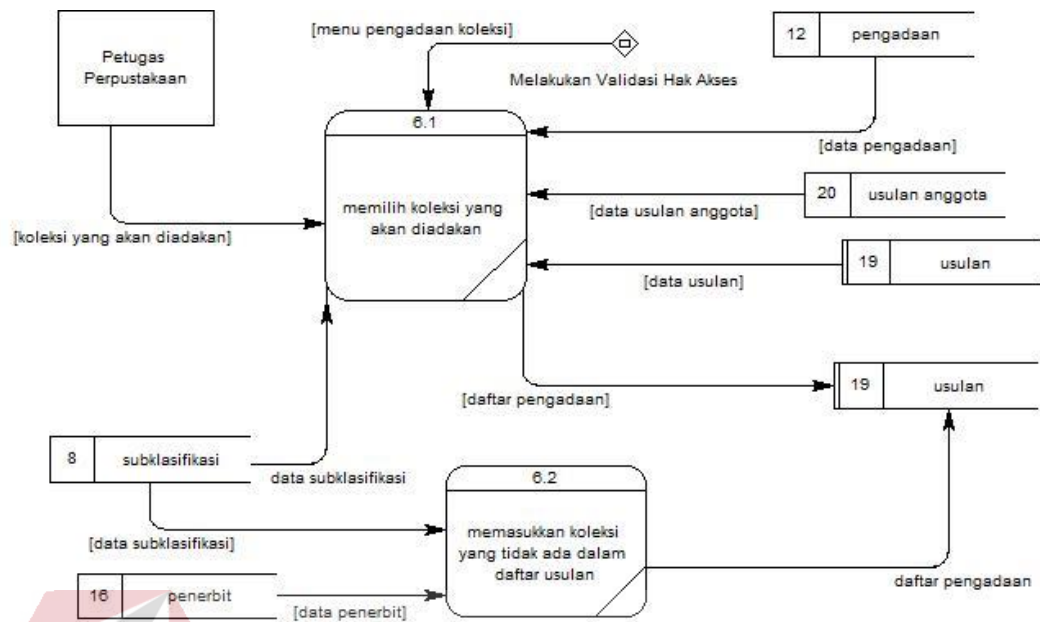 [menu pengadaan koleksi]
12
pengadaan
Petugas
Perpustakaan
Melakukan Validasi Hak Akses
6.1
[data pengadaan]
memilih koleksi yang
akan diadakan
20
usulan anggota
[data usulan anggota]
[koleksi yang akan diadakan]
19
usulan
[data usulan]
19
usulan
[daftar pengadaan]
8
subklasifikasi
data subklasifikasi
6.2
[data subklasifikasi]
memasukkan koleksi
yang tidak ada dalam
daftar usulan
daftar pengadaan
16
penerbit
[data penerbit]